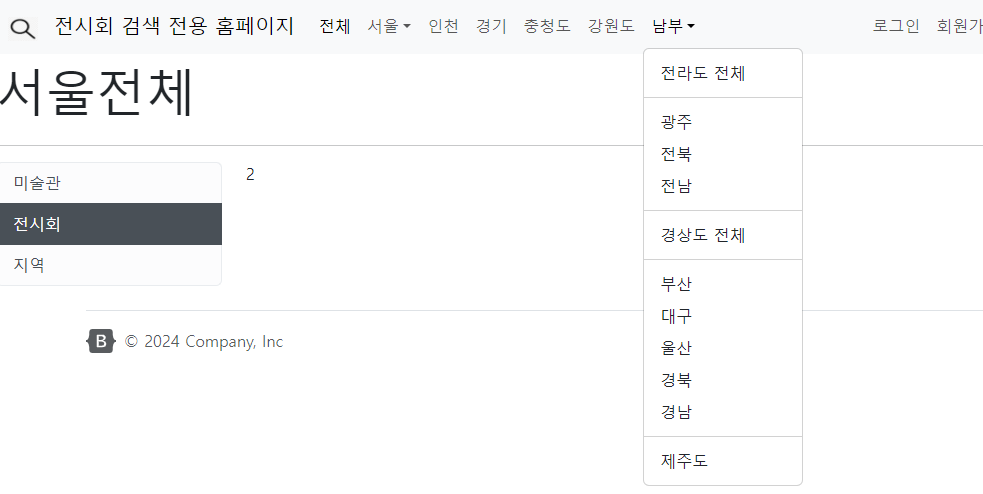 전시회 검색 전용 홈페이지 전체 서울 인천 경기 충청도 강원도 남부 로그인 회원가
서울전체
전라도 전체
광주
전북
전남
경상도 전체
부산
대구
울산
경북
경남
제주도
미술관
전시회
지역
2
B © 2024 Company, Inc